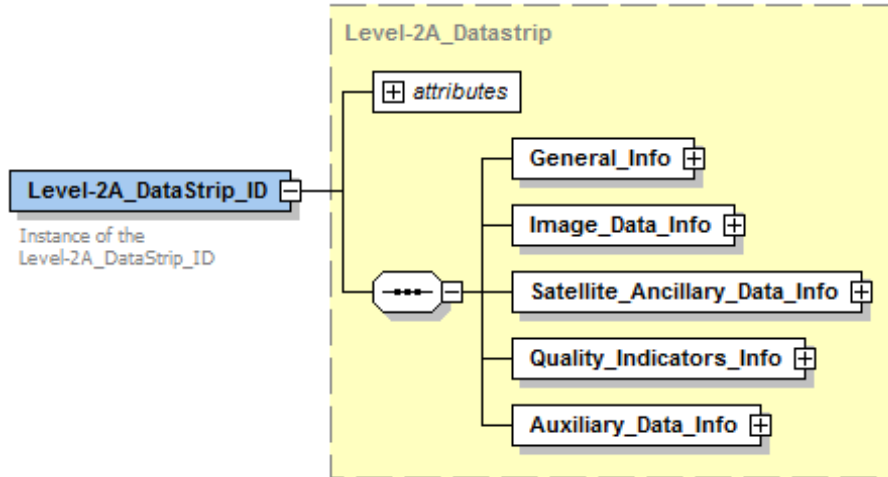 Level-2A_Datastrip
attributes
General_Info
Level-2A_DataStrip_ID
Instance of the
Level-2A_DataStrip_ID
Image_Data_Info
Satellite_Ancillary_Data_Info
Quality_Indicators_Info
Auxiliary_Data_Info